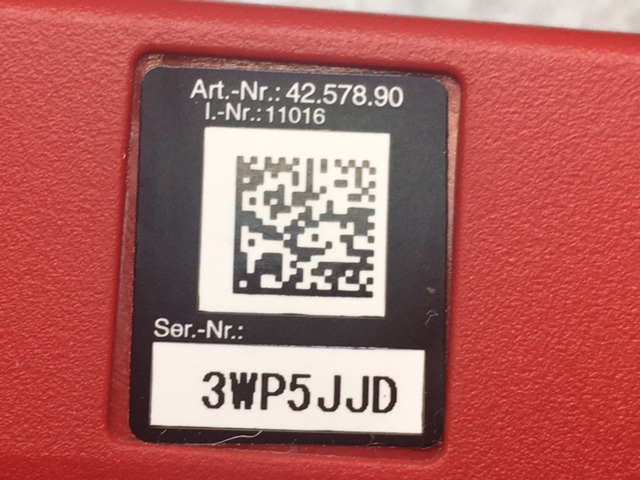 Art.-Nr.: 42.578.90
I.-Nr.: 11016
Ser.-Nr.:
3WP5JJD